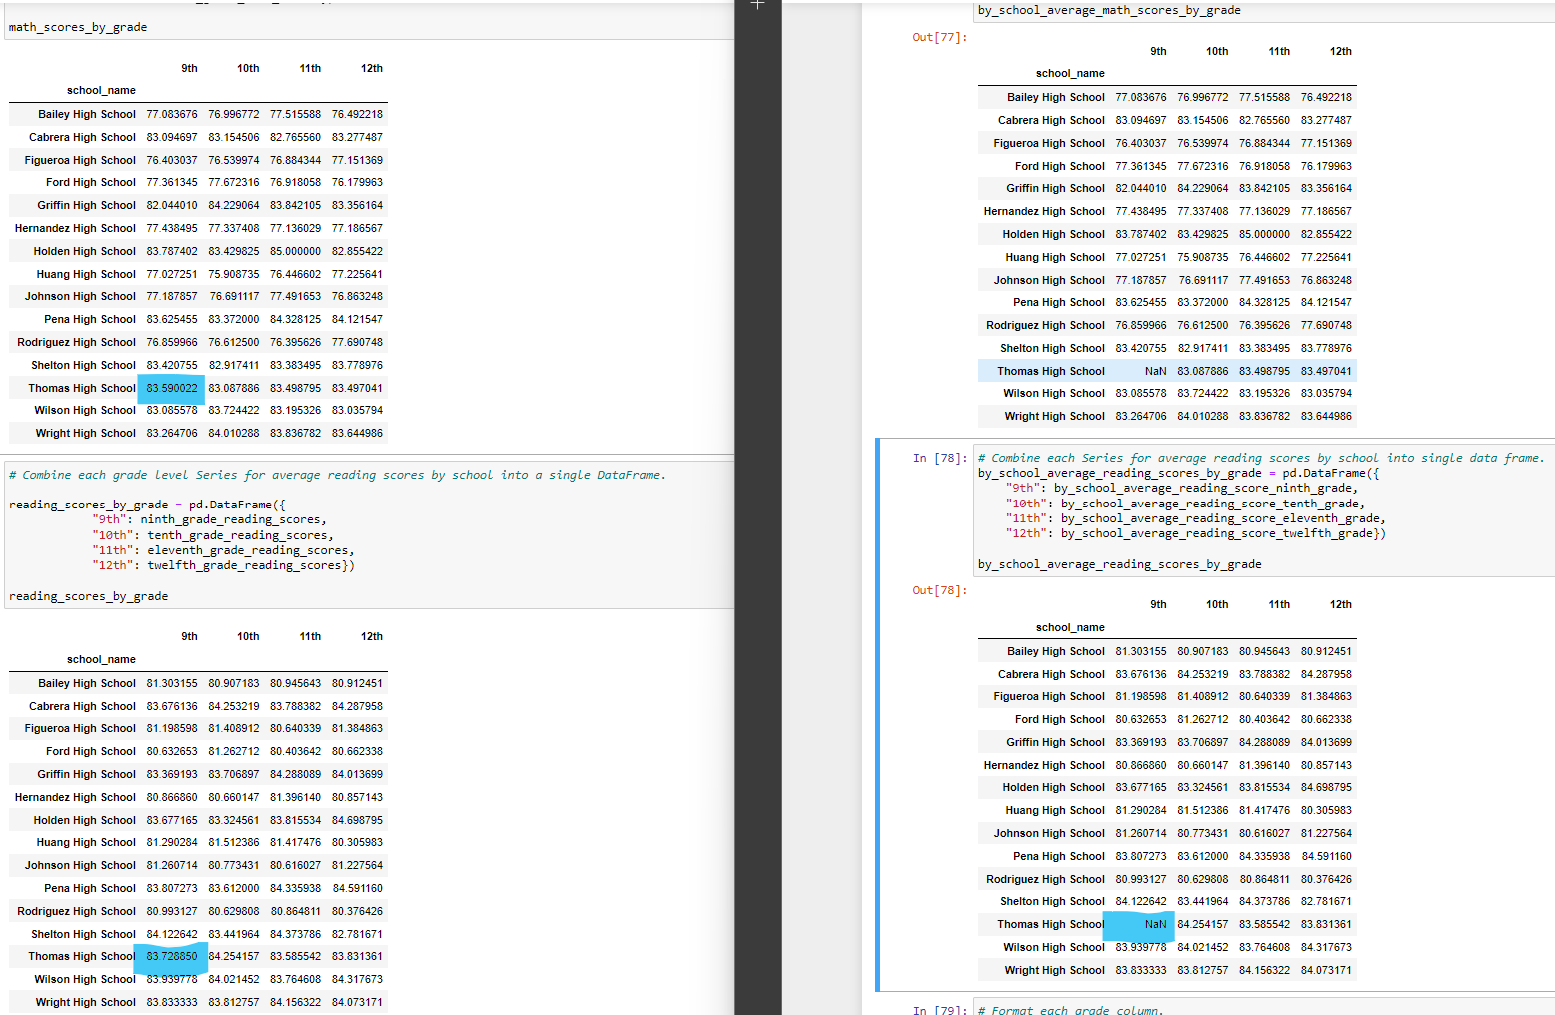 math_scores_by_grade
9th 10th 11th 12th
school_name
Bailey High School 77.083676 76.996772 77.515588 76.492218
Cabrera High School 83.094697 83.154506 82.765560 83.277487
Figueroa High School 76.403037 76.539974 76.884344 77.151369
Ford High School 77.361345 77.672316 76.918058 76.179963
Griffin High School 82.044010 84.229064 83.842105 83.356164
Hernandez High School 77.438495 77.337408 77.136029 77.186567
Holden High School 83.787402 83.429825 85.000000 82.855422
Huang High School 77.027251 75.908735 76.446602 77.225641
Johnson High School 77.187857 76.691117 77.491653 76.863248
Pena High School 83.625455 83.372000 84.328125 84.121547
Rodriguez High School 76.859966 76.612500 76.395626 77.690748
Shelton High School 83.420755 82.917411 83.383495 83.778976
Thomas High School 83.590022 83.087886 83.498795 83.497041
Wilson High School 83.085578 83.724422 83.195326 83.035794
Wright High School 83.264706 84.010288 83.836782 83.644986
# Combine each grade level Series for average reading scores by school into a single DataFrame.
reading_scores_by_grade = pd.DataFrame({
"9th": ninth_grade_reading_scores,
"10th": tenth_grade_reading_scores,
"11th": eleventh_grade_reading_scores,
"12th": twelfth_grade_reading_scores})
reading_scores_by_grade
9th 10th 11th 12th
school_name
Bailey High School 81.303155 80.907183 80.945643 80.912451
Cabrera High School 83.676136 84.253219 83.788382 84.287958
Figueroa High School 81.198598 81.408912 80.640339 81.384863
Ford High School 80.632653 81.262712 80.403642 80.662338
Griffin High School 83.369193 83.706897 84.288089 84.013699
Hernandez High School 80.866860 80.660147 81.396140 80.857143
Holden High School 83.677165 83.324561 83.815534 84.698795
Huang High School 81.290284 81.512386 81.417476 80.305983
Johnson High School 81.260714 80.773431 80.616027 81.227564
Pena High School 83.807273 83.612000 84.335938 84.591160
Rodriguez High School 80.993127 80.629808 80.864811 80.376426
Shelton High School 84.122642 83.441964 84.373786 82.781671
Thomas High School 83.728850 84.254157 83.585542 83.831361
Wilson High School 83.939778 84.021452 83.764608 84.317673
Wright High School 83.833333 83.812757 84.156322 84.073171
by_school_average_math_scores_by_grade
Out[77]:
9th 10th 11th 12th
school_name
Bailey High School 77.083676 76.996772 77.515588 76.492218
Cabrera High School 83.094697 83.154506 82.765560 83.277487
Figueroa High School 76.403037 76.539974 76.884344 77.151369
Ford High School 77.361345 77.672316 76.918058 76.179963
Griffin High School 82.044010 84.229064 83.842105 83.356164
Hernandez High School 77.438495 77.337408 77.136029 77.186567
Holden High School 83.787402 83.429825 85.000000 82.855422
Huang High School 77.027251 75.908735 76.446602 77.225641
Johnson High School 77.187857 76.691117 77.491653 76.863248
Pena High School 83.625455 83.372000 84.328125 84.121547
Rodriguez High School 76.859966 76.612500 76.395626 77.690748
Shelton High School 83.420755 82.917411 83.383495 83.778976
Thomas High School NaN 83.087886 83.498795 83.497041
Wilson High School 83.085578 83.724422 83.195326 83.035794
Wright High School 83.264706 84.010288 83.836782 83.644986
In [78]: # Combine each Series for average reading scores by school into single data frame.
by_school_average_reading_scores_by_grade = pd.DataFrame({
"9th": by_school_average_reading_score_ninth_grade,
"10th": by_school_average_reading_score_tenth_grade,
"11th": by_school_average_reading_score_eleventh_grade,
"12th": by_school_average_reading_score_twelfth_grade})
by_school_average_reading_scores_by_grade
Out[78]:
9th 10th 11th 12th
school_name
Bailey High School 81.303155 80.907183 80.945643 80.912451
Cabrera High School 83.676136 84.253219 83.788382 84.287958
Figueroa High School 81.198598 81.408912 80.640339 81.384863
Ford High School 80.632653 81.262712 80.403642 80.662338
Griffin High School 83.369193 83.706897 84.288089 84.013699
Hernandez High School 80.866860 80.660147 81.396140 80.857143
Holden High School 83.677165 83.324561 83.815534 84.698795
Huang High School 81.290284 81.512386 81.417476 80.305983
Johnson High School 81.260714 80.773431 80.616027 81.227564
Pena High School 83.807273 83.612000 84.335938 84.591160
Rodriguez High School 80.993127 80.629808 80.864811 80.376426
Shelton High School 84.122642 83.441964 84.373786 82.781671
Thomas High School NaN 84.254157 83.585542 83.831361
Wilson High School 83.939778 84.021452 83.764608 84.317673
Wright High School 83.833333 83.812757 84.156322 84.073171
In [79]: # Format each grade column.